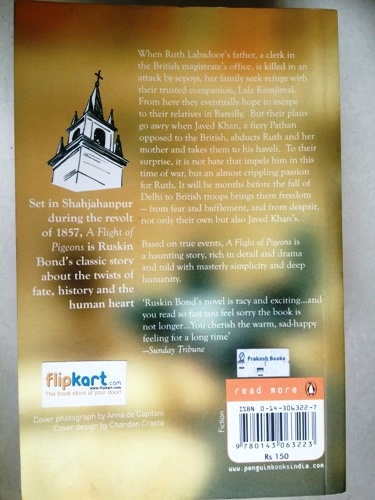 When Ruth Labadoor's father, a clerk in
the British magistrate's office, is killed in an
attack by sepoys, her family seek refuge with
their trusted companion, Lala Ramjimal.
From here they eventually hope to escape
to their relatives in Bareilly. But their plans
go awry when Javed Khan, a fiery Pathan
opposed to the British, abducts Ruth and her
mother and takes them to his haveli. To their
surprise, it is not hate that impels him in this
time of war, but an almost crippling passion
for Ruth. It will be months before the fall of
Delhi to British troops brings them freedom
– from fear and battlement, and from despair,
not only their own but also Javed Khan's.
Set in Shahjahanpur
during the revolt
of 1857, A Flight of
Pigeons is Ruskin
Bond's classic story
about the twists of
fate, history and the
human heart
Based on true events, A Flight of Pigeons is
a haunting story, rich in detail and drama
and told with masterly simplicity and deep
humanity.
'Ruskin Bond's novel is racy and exciting...and
you read so fast you feel sorry the book is
not longer...You cherish the warm, sad-happy
feeling for a long time'
–Sunday Tribune
flipkart.com
www.flipkart.com
The book store at your door!
Cover photograph by Anna de Capitani
Cover design by Chandan Crasta
Fiction
Prakash Books
read more
ISBN 0-14-306322-7
9 780143 063223
Rs 150
www.penguinbooksindia.com